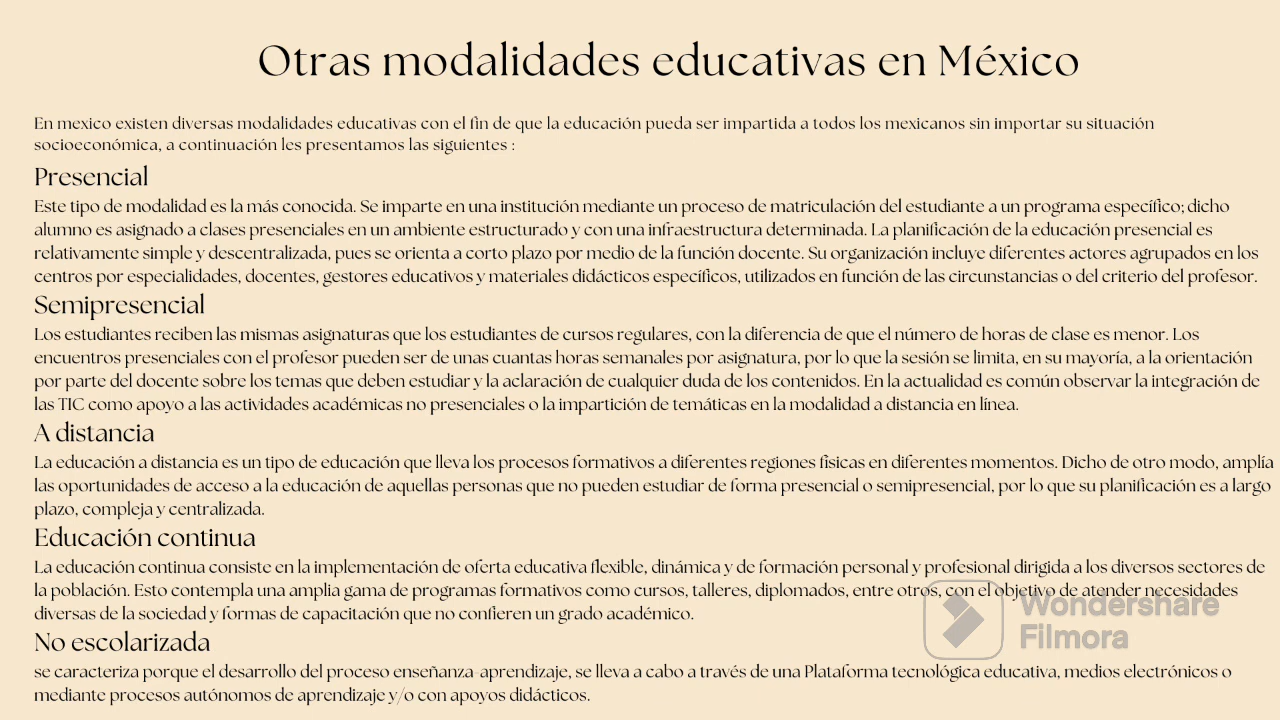 Otras modalidades educativas en México
En mexico existen diversas modalidades educativas con el fin de que la educación pueda ser impartida a todos los mexicanos sin importar su situación
socioeconómica, a continuación les presentamos las siguientes :
Presencial
Este tipo de modalidad es la más conocida. Se imparte en una institución mediante un proceso de matriculación del estudiante a un programa específico; dicho
alumno es asignado a clases presenciales en un ambiente estructurado y con una infraestructura determinada. La planificación de la educación presencial es
relativamente simple y descentralizada, pues se orienta a corto plazo por medio de la función docente. Su organización incluye diferentes actores agrupados en los
centros por especialidades, docentes, gestores educativos y materiales didácticos específicos, utilizados en función de las circunstancias o del criterio del profesor.
Semipresencial
Los estudiantes reciben las mismas asignaturas que los estudiantes de cursos regulares, con la diferencia de que el número de horas de clase es menor. Los
encuentros presenciales con el profesor pueden ser de unas cuantas horas semanales por asignatura, por lo que la sesión se limita, en su mayoría, a la orientación
por parte del docente sobre los temas que deben estudiar y la aclaración de cualquier duda de los contenidos. En la actualidad es común observar la integración de
las TIC como apoyo a las actividades académicas no presenciales o la impartición de temáticas en la modalidad a distancia en línea.
A distancia
La educación a distancia es un tipo de educación que lleva los procesos formativos a diferentes regiones físicas en diferentes momentos. Dicho de otro modo, amplía
las oportunidades de acceso a la educación de aquellas personas que no pueden estudiar de forma presencial o semipresencial, por lo que su planificación es a largo
plazo, compleja y centralizada.
Educación continua
La educación continua consiste en la implementación de oferta educativa flexible, dinámica y de formación personal y profesional dirigida a los diversos sectores de
la población. Esto contempla una amplia gama de programas formativos como cursos, talleres, diplomados, entre otros, con el objetivo de atender necesidades
diversas de la sociedad y formas de capacitación que no confieren un grado académico.
Wondershare
Filmora
No escolarizada
se caracteriza porque el desarrollo del proceso enseñanza-aprendizaje, se lleva a cabo a través de una Plataforma tecnológica educativa, medios electrónicos o
mediante procesos autónomos de aprendizaje y/o con apoyos didácticos.